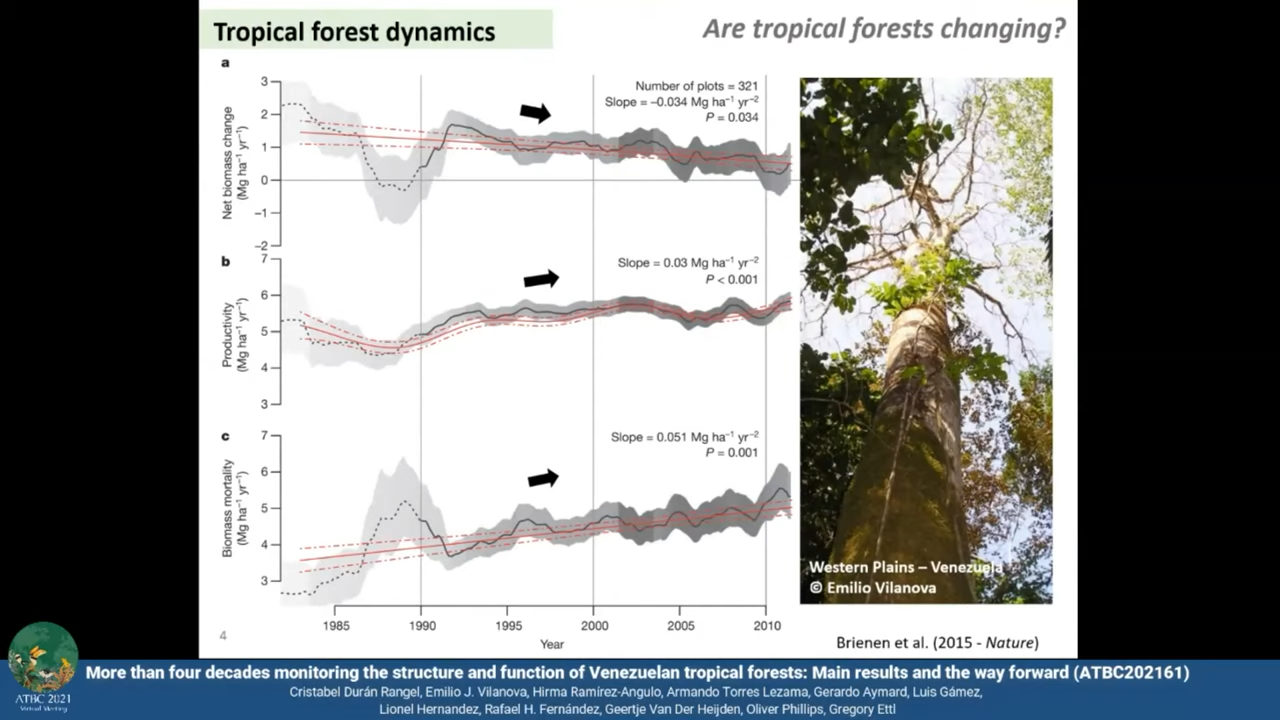 Tropical forest dynamics
Are tropical forests changing?
a
Net biomass change
(Mg ha⁻¹ yr⁻¹)
3
2
1
0
–1
–2
Number of plots = 321
Slope = –0.034 Mg ha⁻¹ yr⁻²
P = 0.034
b
Productivity
(Mg ha⁻¹ yr⁻¹)
7
6
5
4
3
Slope = 0.03 Mg ha⁻¹ yr⁻²
P < 0.001
c
Biomass mortality
(Mg ha⁻¹ yr⁻¹)
7
6
5
4
3
Slope = 0.051 Mg ha⁻¹ yr⁻²
P = 0.001
1985 1990 1995 2000 2005 2010
Year
Western Plains – Venezuela
© Emilio Vilanova
4
Brienen et al. (2015 - Nature)
ATBC 2021
Virtual Meeting
More than four decades monitoring the structure and function of Venezuelan tropical forests: Main results and the way forward (ATBC202161)
Cristabel Durán Rangel, Emilio J. Vilanova, Hirma Ramírez-Angulo, Armando Torres Lezama, Gerardo Aymard, Luis Gámez,
Lionel Hernandez, Rafael H. Fernández, Geertje Van Der Heijden, Oliver Phillips, Gregory Ettl